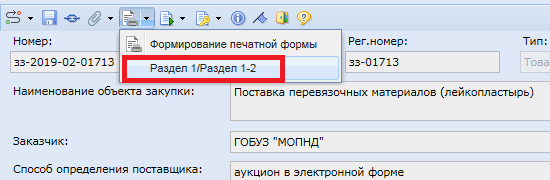 Номер: Рег.номер: Тип:
зз-2019-02-01713 зз-01713 Това
Формирование печатной формы
Раздел 1/Раздел 1-2
Наименование объекта закупки: Поставка перевязочных материалов (лейкопластырь)
Заказчик: ГОБУЗ "МОПНД"
Способ определения поставщика: аукцион в электронной форме